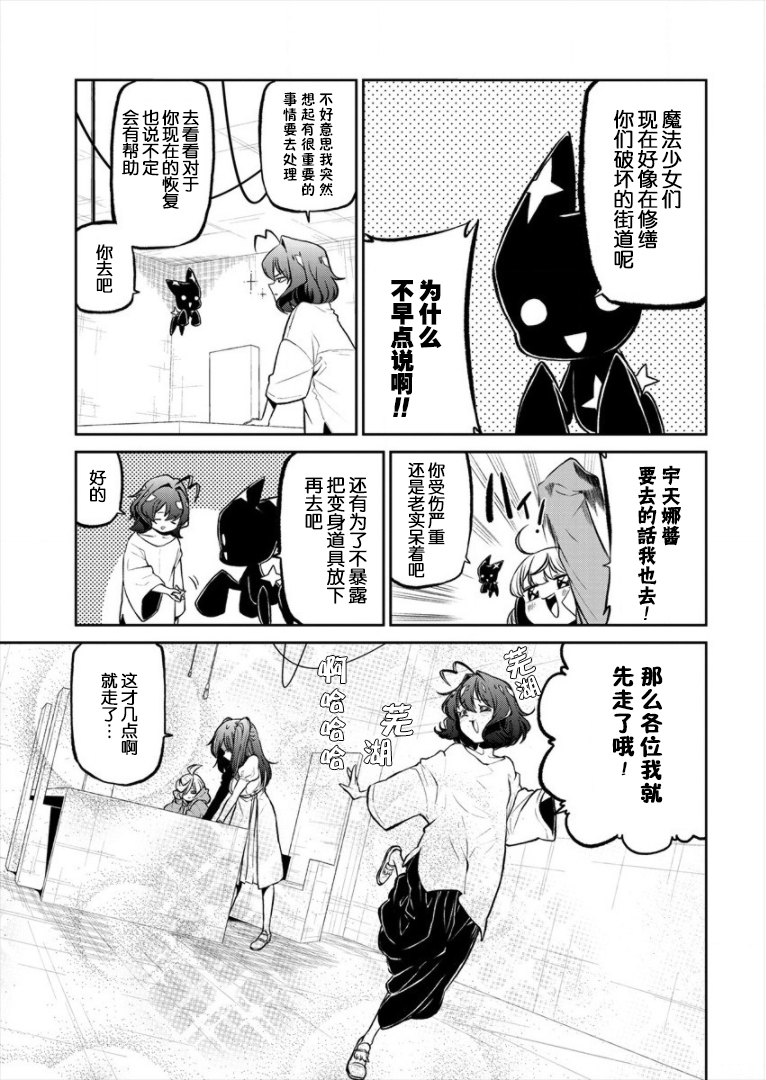 魔法少女们
现在好像在修缮
你们破坏的街道呢
为什么
不早点说啊!!
不好意思我突然
想起有很重要的
事情要去处理
去看看对于
你现在的恢复
也说不定
会有帮助
你去吧
宇天娜酱
要去的話我也去!
你受伤严重
还是老实呆着吧
还有为了不暴露
把变身道具放下
再去吧
好的
那么各位我就
先走了哦!
芜湖
芜湖
啊哈哈哈
这才几点啊
就走了…